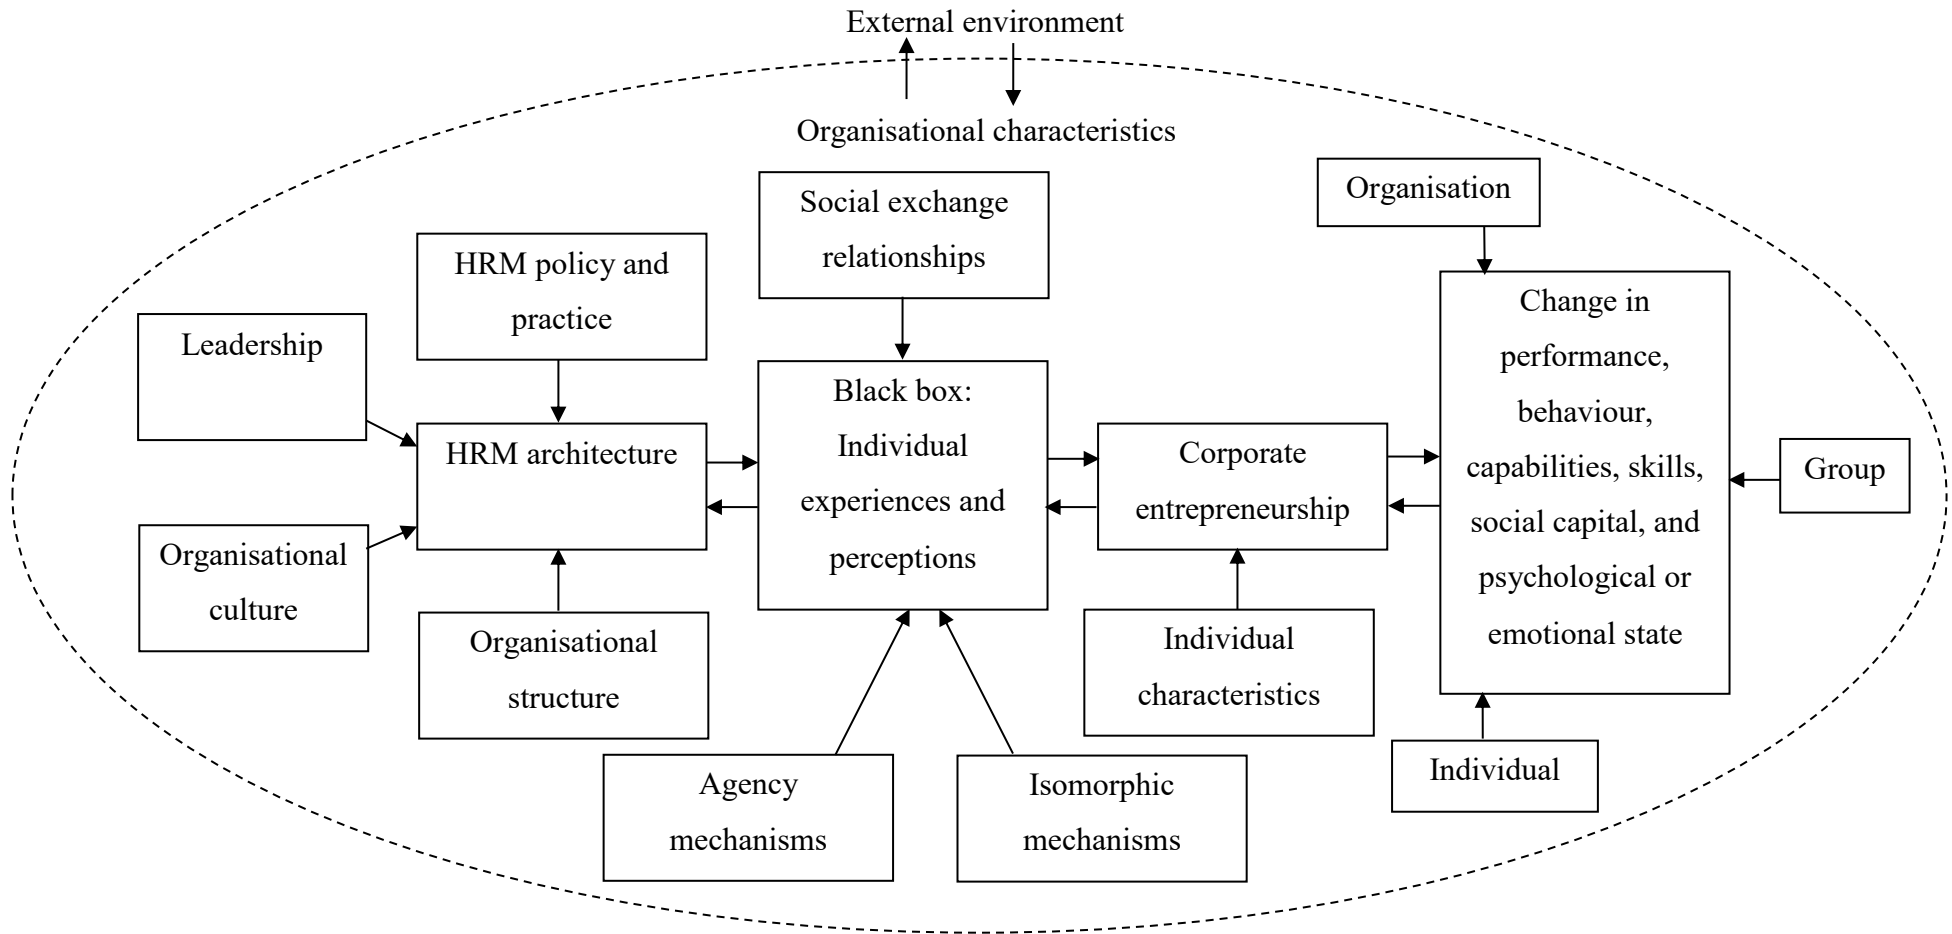 External environment
Organisational characteristics
Social exchange
relationships
Organisation
HRM policy and
practice
Leadership
Change in
performance,
behaviour,
capabilities, skills,
social capital, and
psychological or
emotional state
Black box:
Individual
experiences and
perceptions
HRM architecture
Corporate
entrepreneurship
Group
Organisational
culture
Organisational
structure
Individual
characteristics
Agency
mechanisms
Isomorphic
mechanisms
Individual